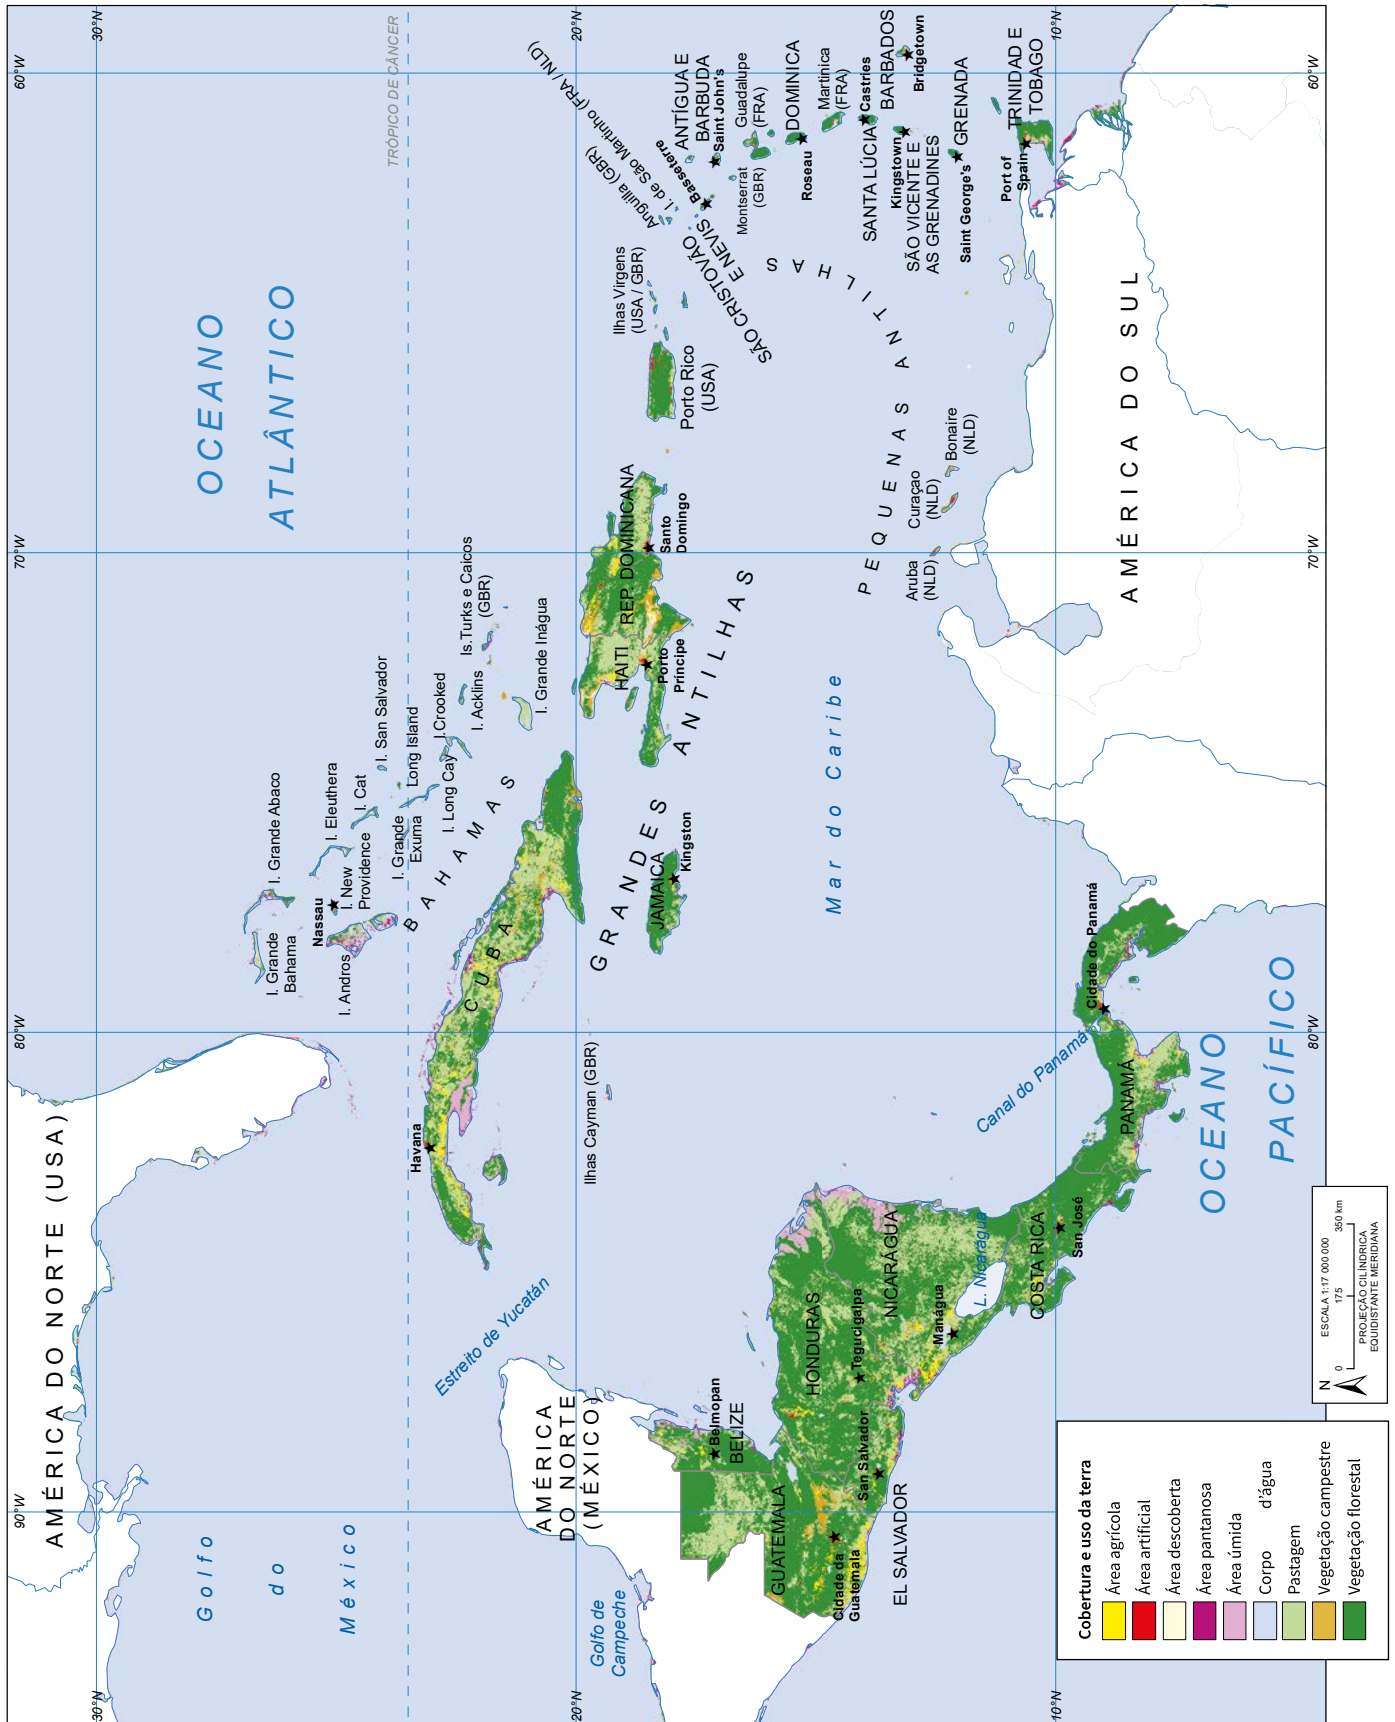 AMÉRICA DO NORTE (USA)
OCEANO
ATLÂNTICO
TRÓPICO DE CÂNCER
Golfo
do
México
Golfo de
Campeche
AMÉRICA
DO NORTE
(MÉXICO)
Estreito de Yucatán
Havana
CUBA
BAHAMAS
I. Grande
Bahama
I. Grande Abaco
Nassau
I. New
Providence
I. Andros
I. Eleuthera
I. Cat
I. San Salvador
I. Grande
Exuma
Long Island
I. Long Cay
I.Crooked
I. Acklins
Is.Turks e Caicos
(GBR)
I. Grande Inágua
Ilhas Cayman (GBR)
GRANDES ANTILHAS
JAMAICA
Kingston
HAITI
Porto
Príncipe
REP. DOMINICANA
Santo
Domingo
Porto Rico
(USA)
Ilhas Virgens
(USA / GBR)
Anguilla (GBR)
I. de São Martinho (FRA / NLD)
Basseterre
SÃO CRISTOVÃO
E NEVIS
ANTÍGUA E
BARBUDA
Saint John's
Montserrat
(GBR)
Guadalupe
(FRA)
DOMINICA
Roseau
Martinica
(FRA)
Castries
SANTA LÚCIA
BARBADOS
Bridgetown
Kingstown
SÃO VICENTE E
AS GRENADINES
GRENADA
Saint George's
TRINIDAD E
TOBAGO
Port of
Spain
PEQUENAS ANTILHAS
Aruba
(NLD)
Curaçao
(NLD)
Bonaire
(NLD)
Mar do Caribe
AMÉRICA DO SUL
Belmopan
BELIZE
GUATEMALA
Cidade da
Guatemala
EL SALVADOR
San Salvador
HONDURAS
Tegucigalpa
NICARÁGUA
Manágua
L. Nicarágua
COSTA RICA
San José
PANAMÁ
Cidade do Panamá
Canal do Panamá
OCEANO
PACÍFICO
90°W
80°W
70°W
60°W
80°W
70°W
60°W
30°N
20°N
10°N
30°N
20°N
10°N
Cobertura e uso da terra
Área agrícola
Área artificial
Área descoberta
Área pantanosa
Área úmida
Corpo d'água
Pastagem
Vegetação campestre
Vegetação florestal
N
ESCALA 1:17 000 000
0 175 350 km
PROJEÇÃO CILÍNDRICA
EQUIDISTANTE MERIDIANA